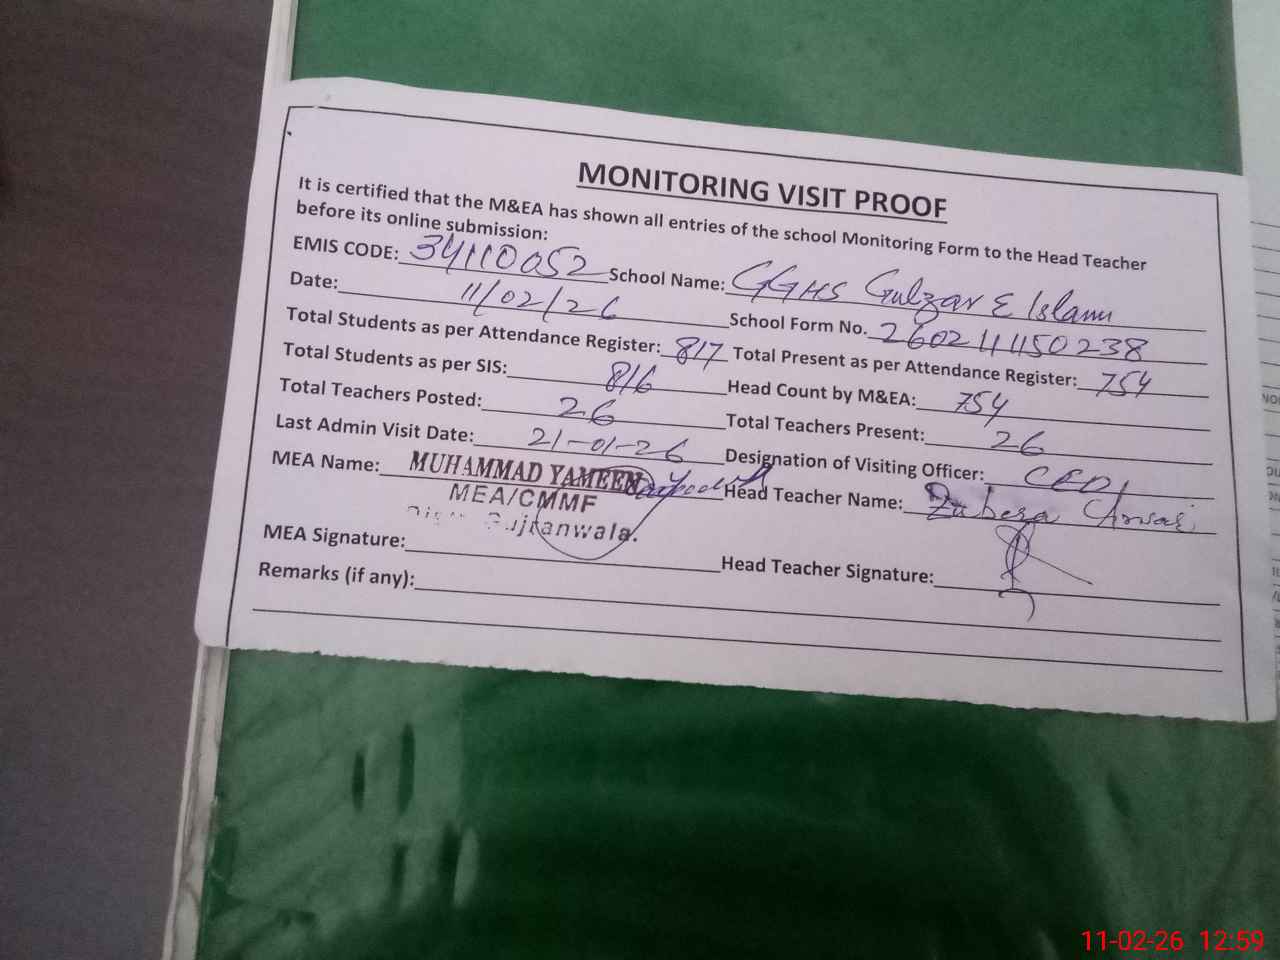 MONITORING VISIT PROOF
It is certified that the M&EA has shown all entries of the school Monitoring Form to the Head Teacher
before its online submission:
EMIS CODE: 34110052 School Name: GGHS Gulzar E Islam
Date: 11/02/26 School Form No. 260211150238
Total Students as per Attendance Register: 817 Total Present as per Attendance Register: 754
Total Students as per SIS: 816 Head Count by M&EA: 754
Total Teachers Posted: 26 Total Teachers Present: 26
Last Admin Visit Date: 21-01-26 Designation of Visiting Officer: CEO
MEA Name: MUHAMMAD YAMEEN Head Teacher Name: Zubera
MEA/CMMF
Gujranwala.
MEA Signature: Head Teacher Signature:
Remarks (if any):
11-02-26 12:59